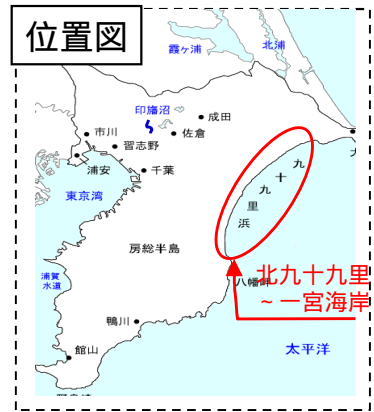 位置図
霞ヶ浦
北浦
印旛沼
成田
市川
佐倉
習志野
浦安
千葉
東京湾
九十九里浜
房総半島
浦賀
水道
八幡岬
北九十九里
~一宮海岸
鴨川
太平洋
館山